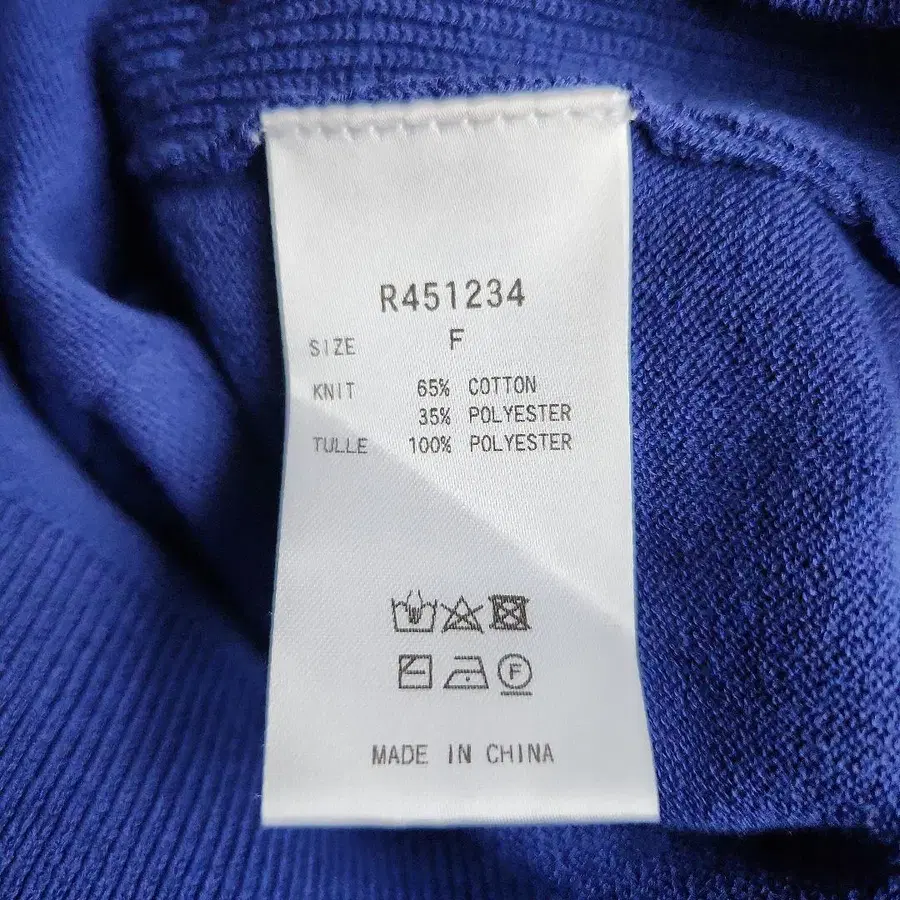 R451234
SIZE F
KNIT 65% COTTON
35% POLYESTER
TULLE 100% POLYESTER
F
MADE IN CHINA